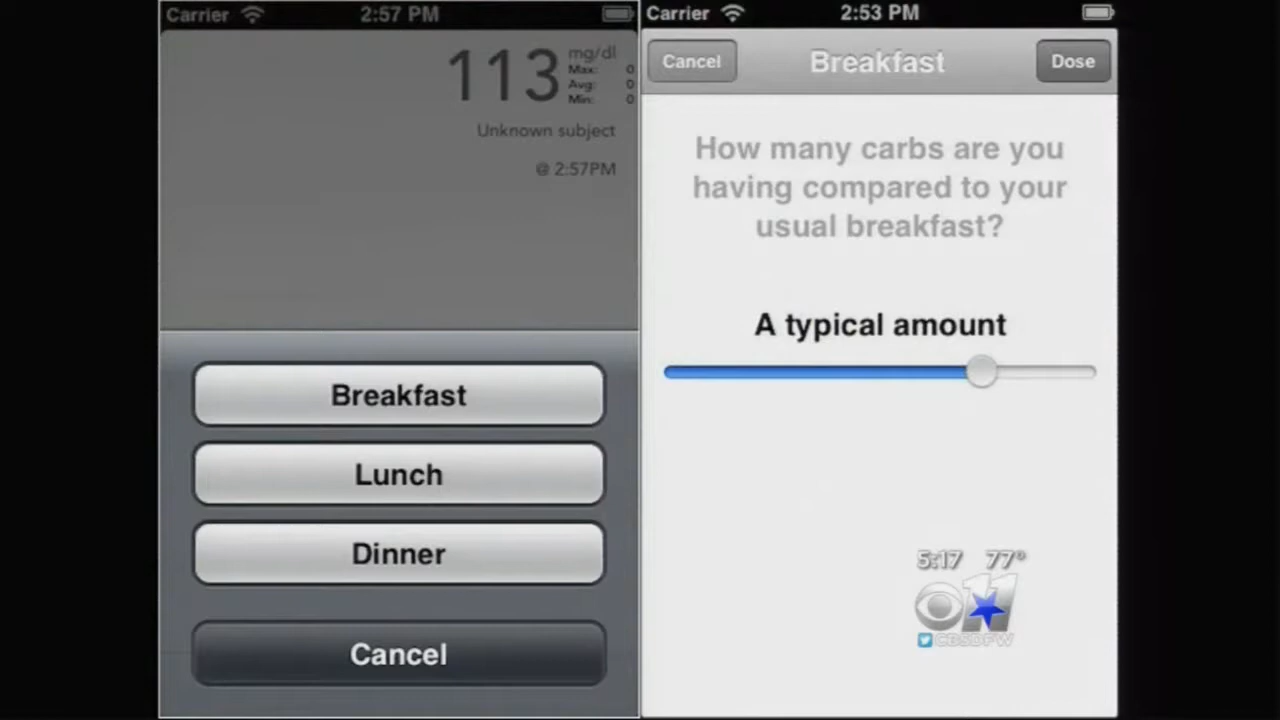 Carrier 2:57 PM
113 mg/dl
Max: 0
Avg: 0
Min: 0
Unknown subject
@ 2:57PM
Breakfast
Lunch
Dinner
Cancel
Carrier 2:53 PM
Cancel Breakfast Dose
How many carbs are you
having compared to your
usual breakfast?
A typical amount
5:17 77°
11
CBSDFW